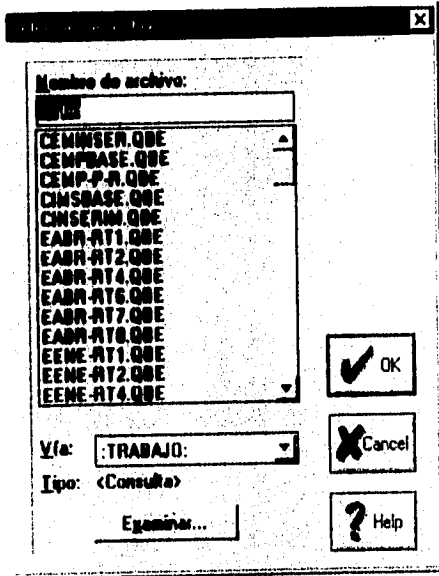 Nombre de archivo:
CEMINSER.QBE
CEMPBASE.QBE
CEMP-P-R.QBE
CIMSBASE.QBE
CINSERIM.QBE
EABR-RT1.QBE
EABR-RT2.QBE
EABR-RT4.QBE
EABR-RT6.QBE
EABR-RT7.QBE
EABR-RT8.QBE
EENE-RT1.QBE
EENE-RT2.QBE
EENE-RT4.QBE
OK
Vía: :TRABAJO:
Cancel
Tipo: <Consulta>
Examinar...
Help